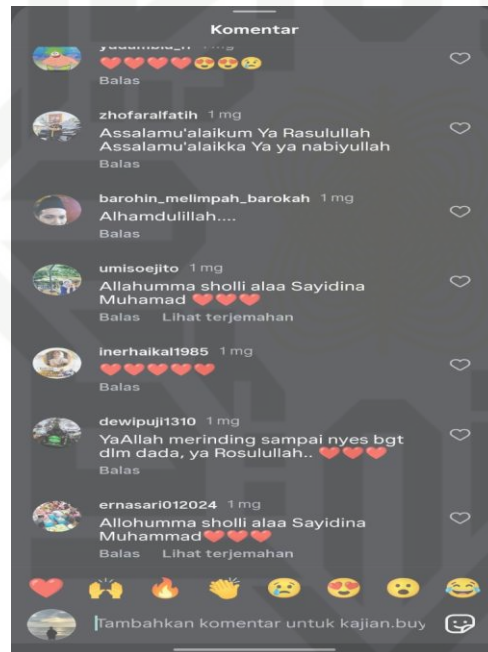 Komentar
❤❤❤❤😍😍😢
Balas
zhofaralfatih 1 mg
Assalamu'alaikum Ya Rasulullah
Assalamu'alaikka Ya ya nabiyullah
Balas
barohin_melimpah_barokah 1 mg
Alhamdulillah....
Balas
umisoejito 1 mg
Allahumma sholli alaa Sayidina
Muhamad ❤❤❤
Balas Lihat terjemahan
inerhaikal1985 1 mg
❤❤❤❤❤
Balas
dewipuji1310 1 mg
YaAllah merinding sampai nyes bgt
dlm dada, ya Rosulullah.. ❤❤❤
Balas
ernasari012024 1 mg
Allohumma sholli alaa Sayidina
Muhammad❤❤❤
Balas Lihat terjemahan
❤🙌🔥👏😢😍😮😂
Tambahkan komentar untuk kajian.buy